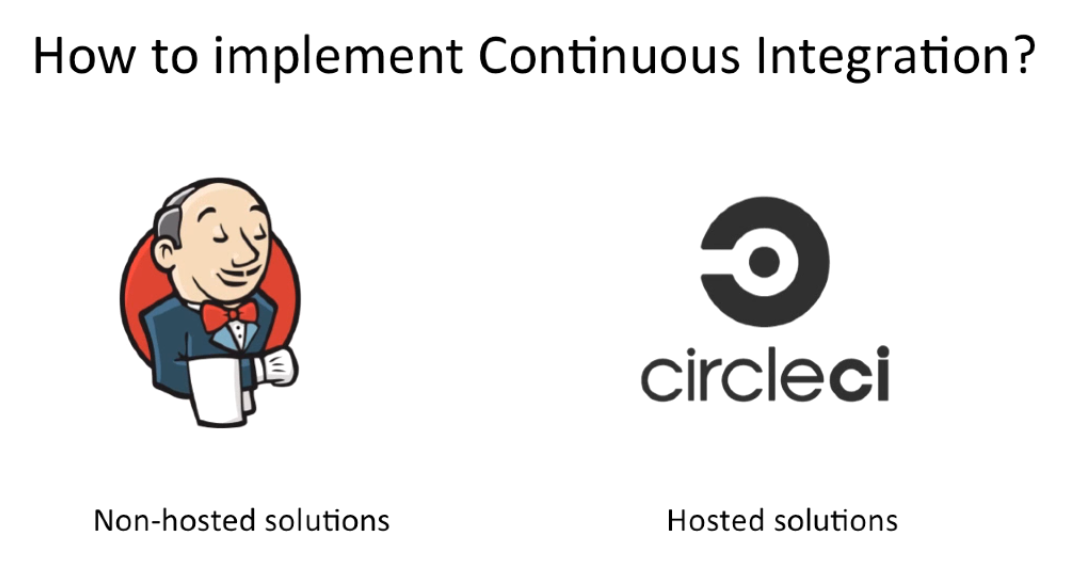 How to implement Continuous Integration?
circleci
Non-hosted solutions
Hosted solutions